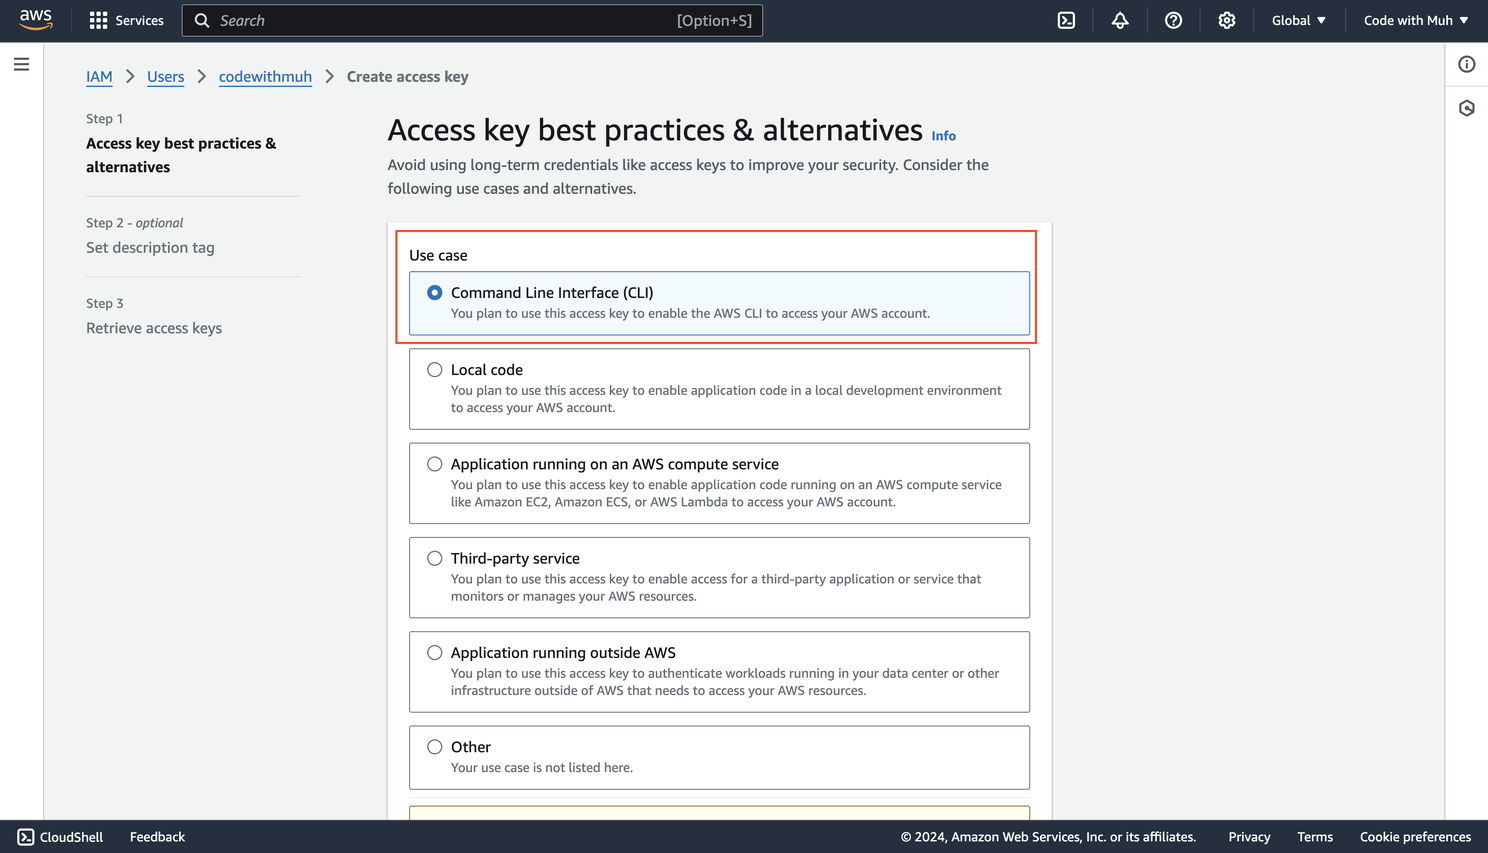 aws
Services
Search
[Option+S]
Global
Code with Muh
IAM
Users
codewithmuh
Create access key
Step 1
Access key best practices &
alternatives
Step 2 - optional
Set description tag
Step 3
Retrieve access keys
Access key best practices & alternatives Info
Avoid using long-term credentials like access keys to improve your security. Consider the
following use cases and alternatives.
Use case
Command Line Interface (CLI)
You plan to use this access key to enable the AWS CLI to access your AWS account.
Local code
You plan to use this access key to enable application code in a local development environment
to access your AWS account.
Application running on an AWS compute service
You plan to use this access key to enable application code running on an AWS compute service
like Amazon EC2, Amazon ECS, or AWS Lambda to access your AWS account.
Third-party service
You plan to use this access key to enable access for a third-party application or service that
monitors or manages your AWS resources.
Application running outside AWS
You plan to use this access key to authenticate workloads running in your data center or other
infrastructure outside of AWS that needs to access your AWS resources.
Other
Your use case is not listed here.
CloudShell
Feedback
© 2024, Amazon Web Services, Inc. or its affiliates.
Privacy
Terms
Cookie preferences